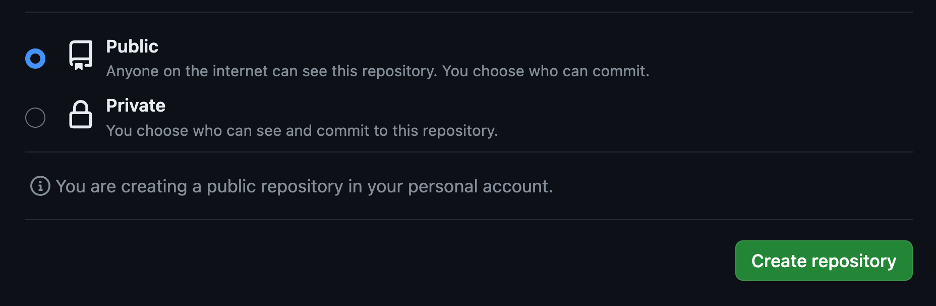 Public
Anyone on the internet can see this repository. You choose who can commit.
Private
You choose who can see and commit to this repository.
You are creating a public repository in your personal account.
Create repository